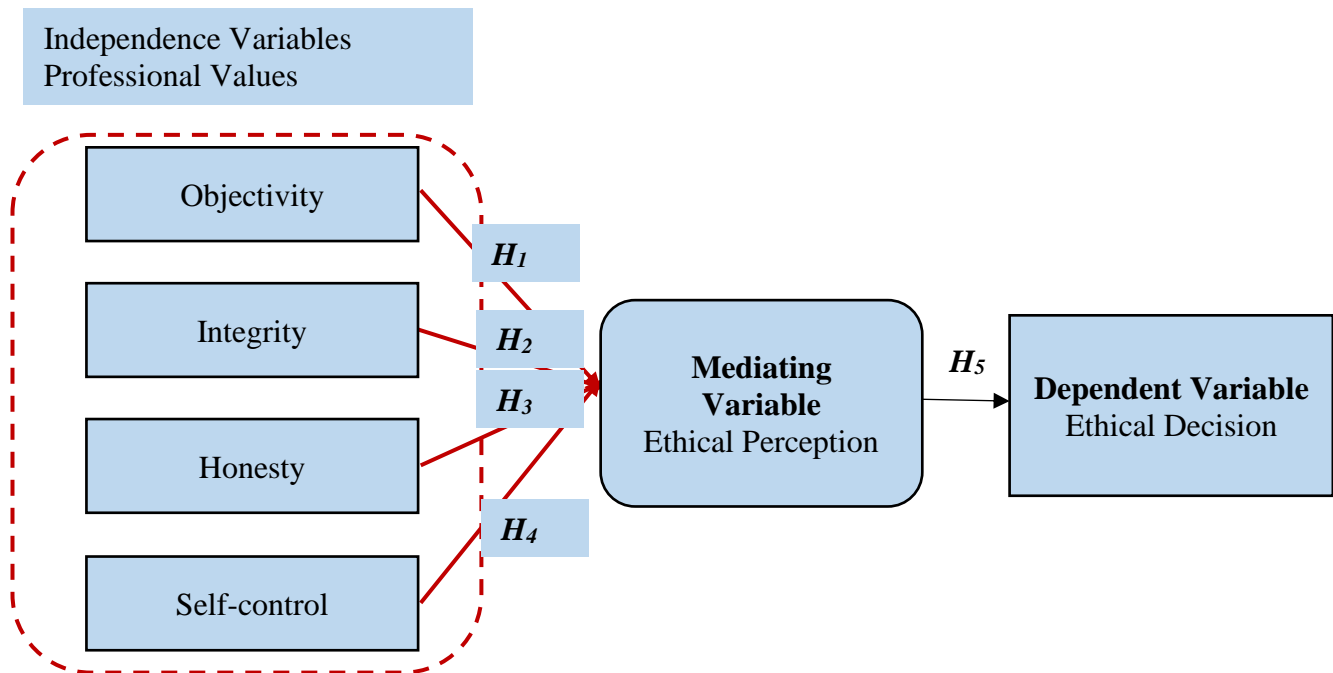 Independence Variables
Professional Values
Objectivity
H1
Integrity
H2
Mediating
Variable
Ethical Perception
H5
Dependent Variable
Ethical Decision
H3
Honesty
H4
Self-control